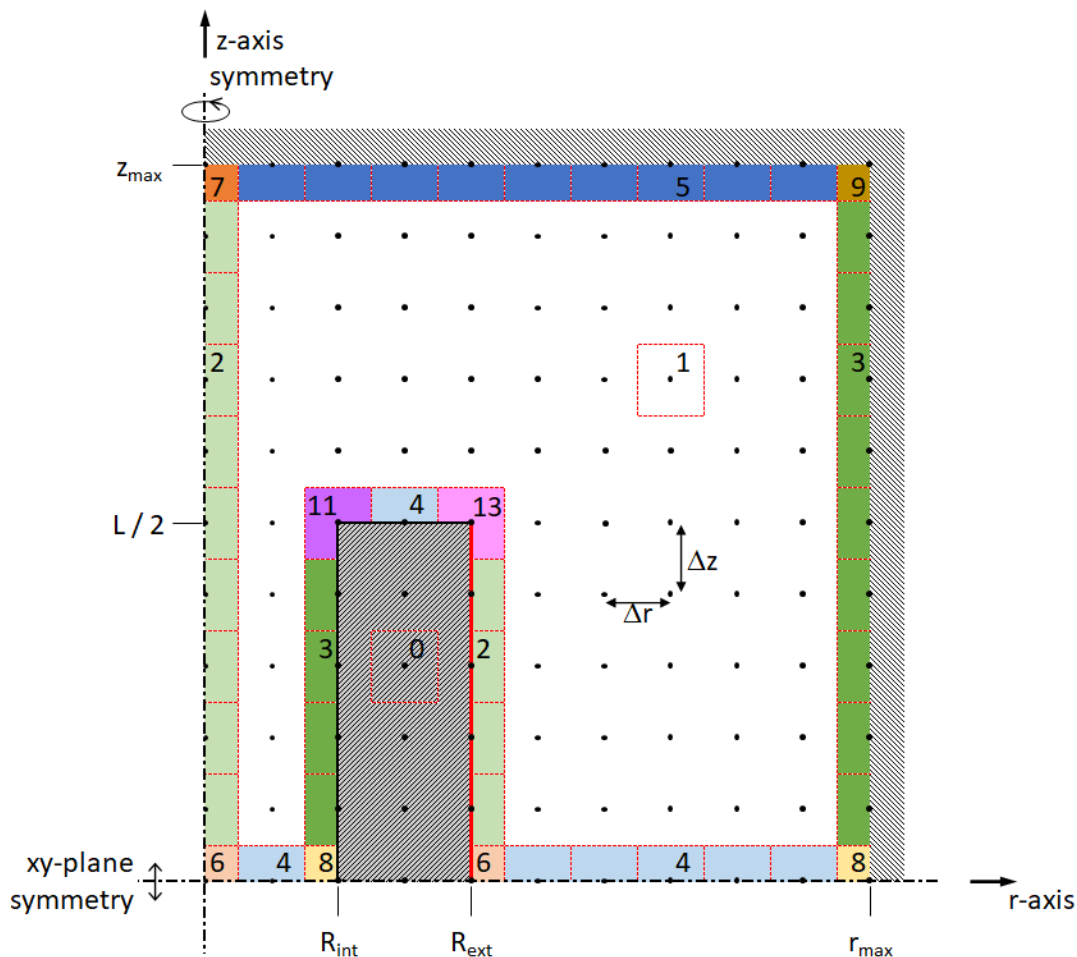 z-axis
symmetry
zmax
7
5
9
2
1
3
11
4
13
L / 2
Δz
Δr
3
0
2
6
4
8
6
4
8
xy-plane
symmetry
r-axis
Rint
Rext
rmax